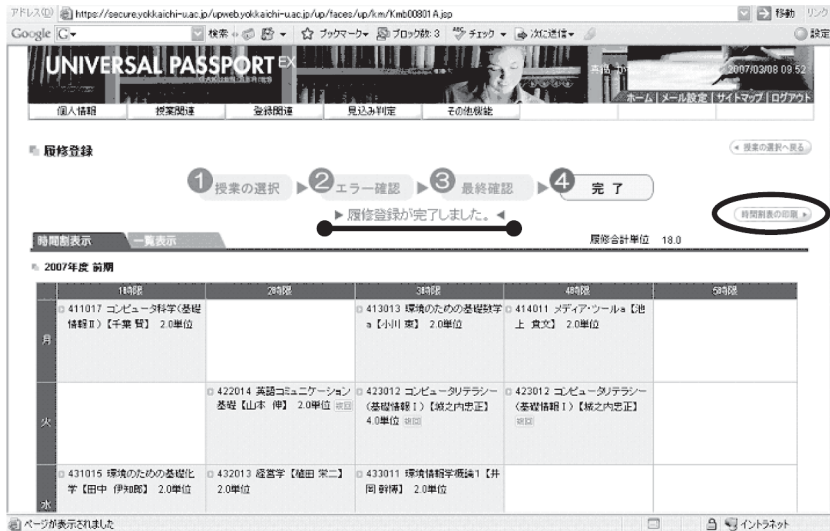 アドレス(D) https://secure.yokkaichi-u.ac.jp/upweb.yokkaichi-u.ac.jp/up/faces/up/km/Kmb00801A.jsp 移動 リンク
Google G 検索 ブックマーク ブロック数: 3 チェック 次に送信 設定
UNIVERSAL PASSPORT EX
2007/03/08 09:52
ホーム | メール設定 | サイトマップ | ログアウト
個人情報 授業関連 登録関連 見込み判定 その他機能
履修登録
授業の選択へ戻る
1 授業の選択 2 エラー確認 3 最終確認 4 完了
履修登録が完了しました。
時間割表の印刷
時間割表示 一覧表示
履修合計単位 18.0
2007年度 前期
1時限 2時限 3時限 4時限 5時限
月
411017 コンピュータ科学(基礎
情報Ⅱ)【千葉 賢】 2.0単位
413013 環境のための基礎数学
a【小川 束】 2.0単位
414011 メディア・ツールa【池
上 貴文】 2.0単位
火
422014 英語コミュニケーション
基礎【山本 伸】 2.0単位
423012 コンピュータリテラシー
(基礎情報Ⅰ)【城之内忠正】
4.0単位
423012 コンピュータリテラシー
(基礎情報Ⅰ)【城之内忠正】
水
431015 環境のための基礎化
学【田中 伊知郎】 2.0単位
432013 経営学【植田 栄二】
2.0単位
433011 環境情報学概論1【井
岡 幹博】 2.0単位
ページが表示されました イントラネット